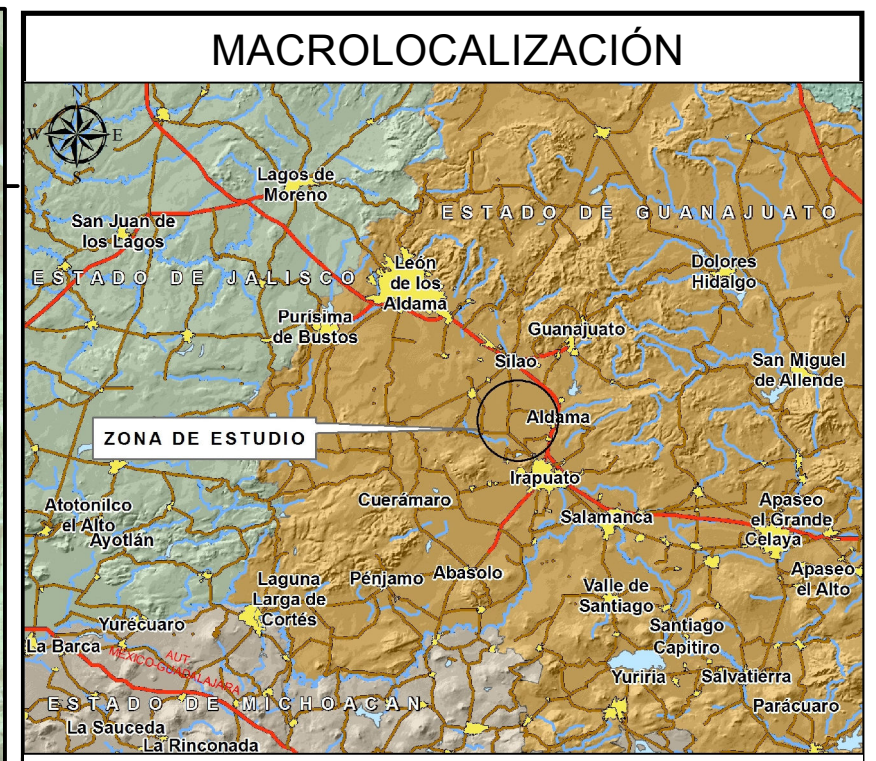 MACROLOCALIZACIÓN
N
W
E
S
Lagos de
Moreno
San Juan de
los Lagos
ESTADO DE GUANAJUATO
ESTADO DE JALISCO
León
de los
Aldama
Dolores
Hidalgo
Purísima
de Bustos
Guanajuato
Silao
San Miguel
de Allende
Aldama
ZONA DE ESTUDIO
Irapuato
Cuerámaro
Atotonilco
el Alto
Ayotlán
Salamanca
Apaseo
el Grande
Celaya
Apaseo
el Alto
Laguna
Larga de
Cortés
Pénjamo
Abasolo
Valle de
Santiago
Yurécuaro
La Barca
AUT.
MÉXICO-GUADALAJARA
Santiago
Capitiro
Yuriria
Salvatierra
ESTADO DE MICHOACAN
Parácuaro
La Sauceda
La Rinconada